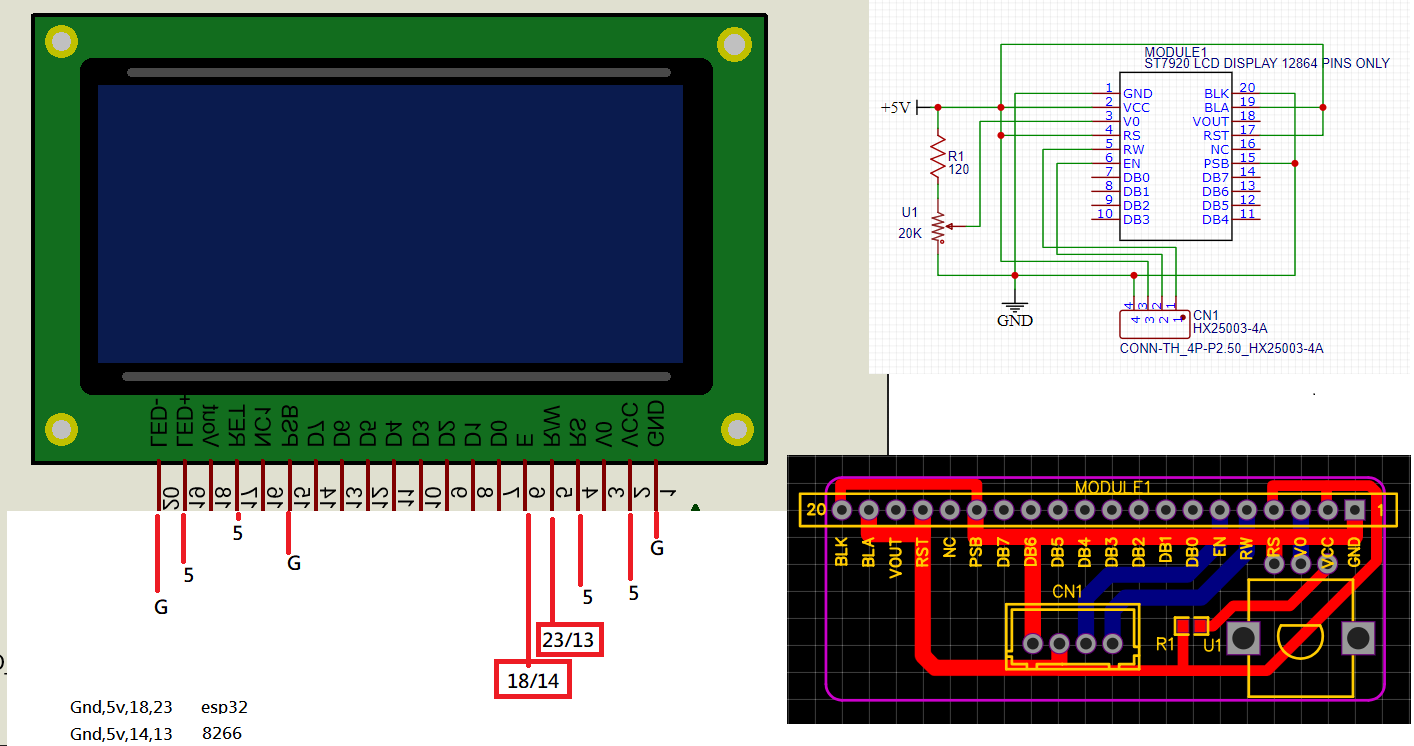 LED-
LED+
Vout
RET
NC1
PSB
D7
D6
D5
D4
D3
D2
D1
D0
E
R/W
RS
V0
VCC
GND
20
19
18
17
16
15
14
13
12
11
10
9
8
7
6
5
4
3
2
1
G
5
5
G
18/14
23/13
5
5
G
Gnd,5v,18,23 esp32
Gnd,5v,14,13 8266
MODULE1
ST7920 LCD DISPLAY 12864 PINS ONLY
+5V
1 GND BLK 20
2 VCC BLA 19
3 V0 VOUT 18
4 RS RST 17
5 RW NC 16
6 EN PSB 15
7 DB0 DB7 14
8 DB1 DB6 13
9 DB2 DB5 12
10 DB3 DB4 11
R1
120
U1
20K
GND
4 3 2 1
4 3 2 1
CN1
HX25003-4A
CONN-TH_4P-P2.50_HX25003-4A
MODULE1
20 1
BLK
BLA
VOUT
RST
NC
PSB
DB7
DB6
DB5
DB4
DB3
DB2
DB1
DB0
EN
RW
RS
V0
VCC
GND
CN1
R1
U1